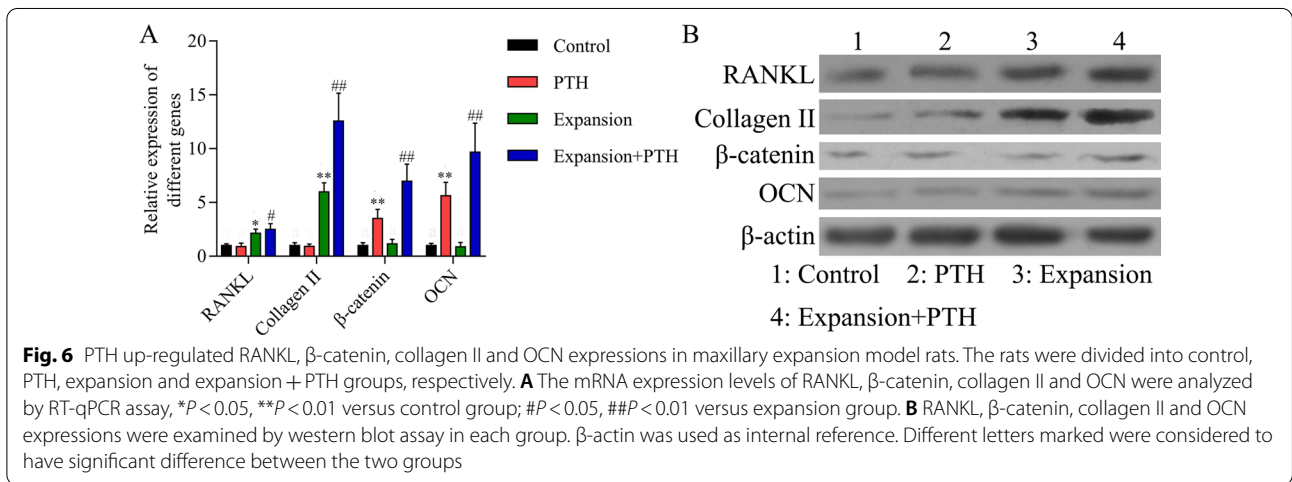 A
20
15
10
5
0
Relative expression of
different genes
* # ** ## ** ## ** ##
RANKL
Collagen II
β-catenin
OCN
Control
PTH
Expansion
Expansion+PTH
B
1 2 3 4
RANKL
Collagen II
β-catenin
OCN
β-actin
1: Control 2: PTH 3: Expansion
4: Expansion+PTH
Fig. 6 PTH up-regulated RANKL, β-catenin, collagen II and OCN expressions in maxillary expansion model rats. The rats were divided into control,
PTH, expansion and expansion + PTH groups, respectively. A The mRNA expression levels of RANKL, β-catenin, collagen II and OCN were analyzed
by RT-qPCR assay, *P < 0.05, **P < 0.01 versus control group; #P < 0.05, ##P < 0.01 versus expansion group. B RANKL, β-catenin, collagen II and OCN
expressions were examined by western blot assay in each group. β-actin was used as internal reference. Different letters marked were considered to
have significant difference between the two groups